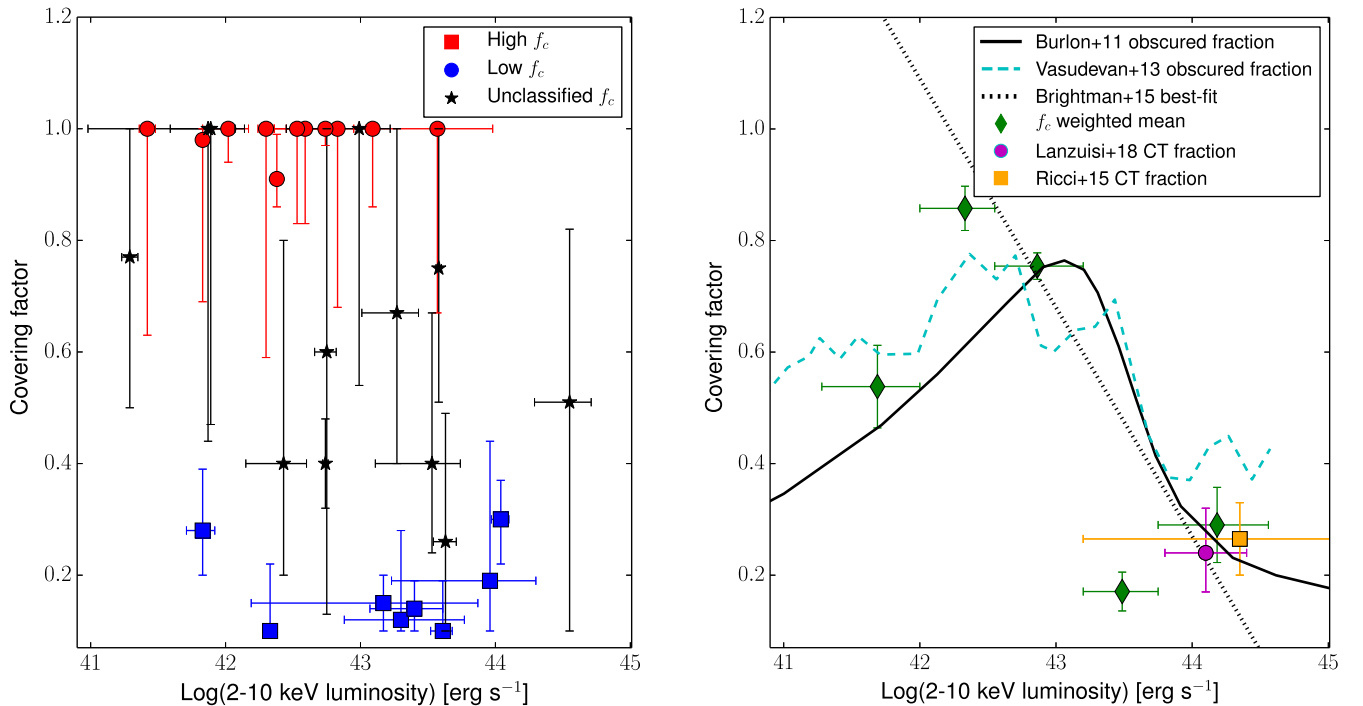 1.2
1.0
0.8
0.6
0.4
0.2
Covering factor
High f_c
Low f_c
Unclassified f_c
41 42 43 44 45
Log(2-10 keV luminosity) [erg s⁻¹]
1.2
1.0
0.8
0.6
0.4
0.2
Covering factor
Burlon+11 obscured fraction
Vasudevan+13 obscured fraction
Brightman+15 best-fit
f_c weighted mean
Lanzuisi+18 CT fraction
Ricci+15 CT fraction
41 42 43 44 45
Log(2-10 keV luminosity) [erg s⁻¹]